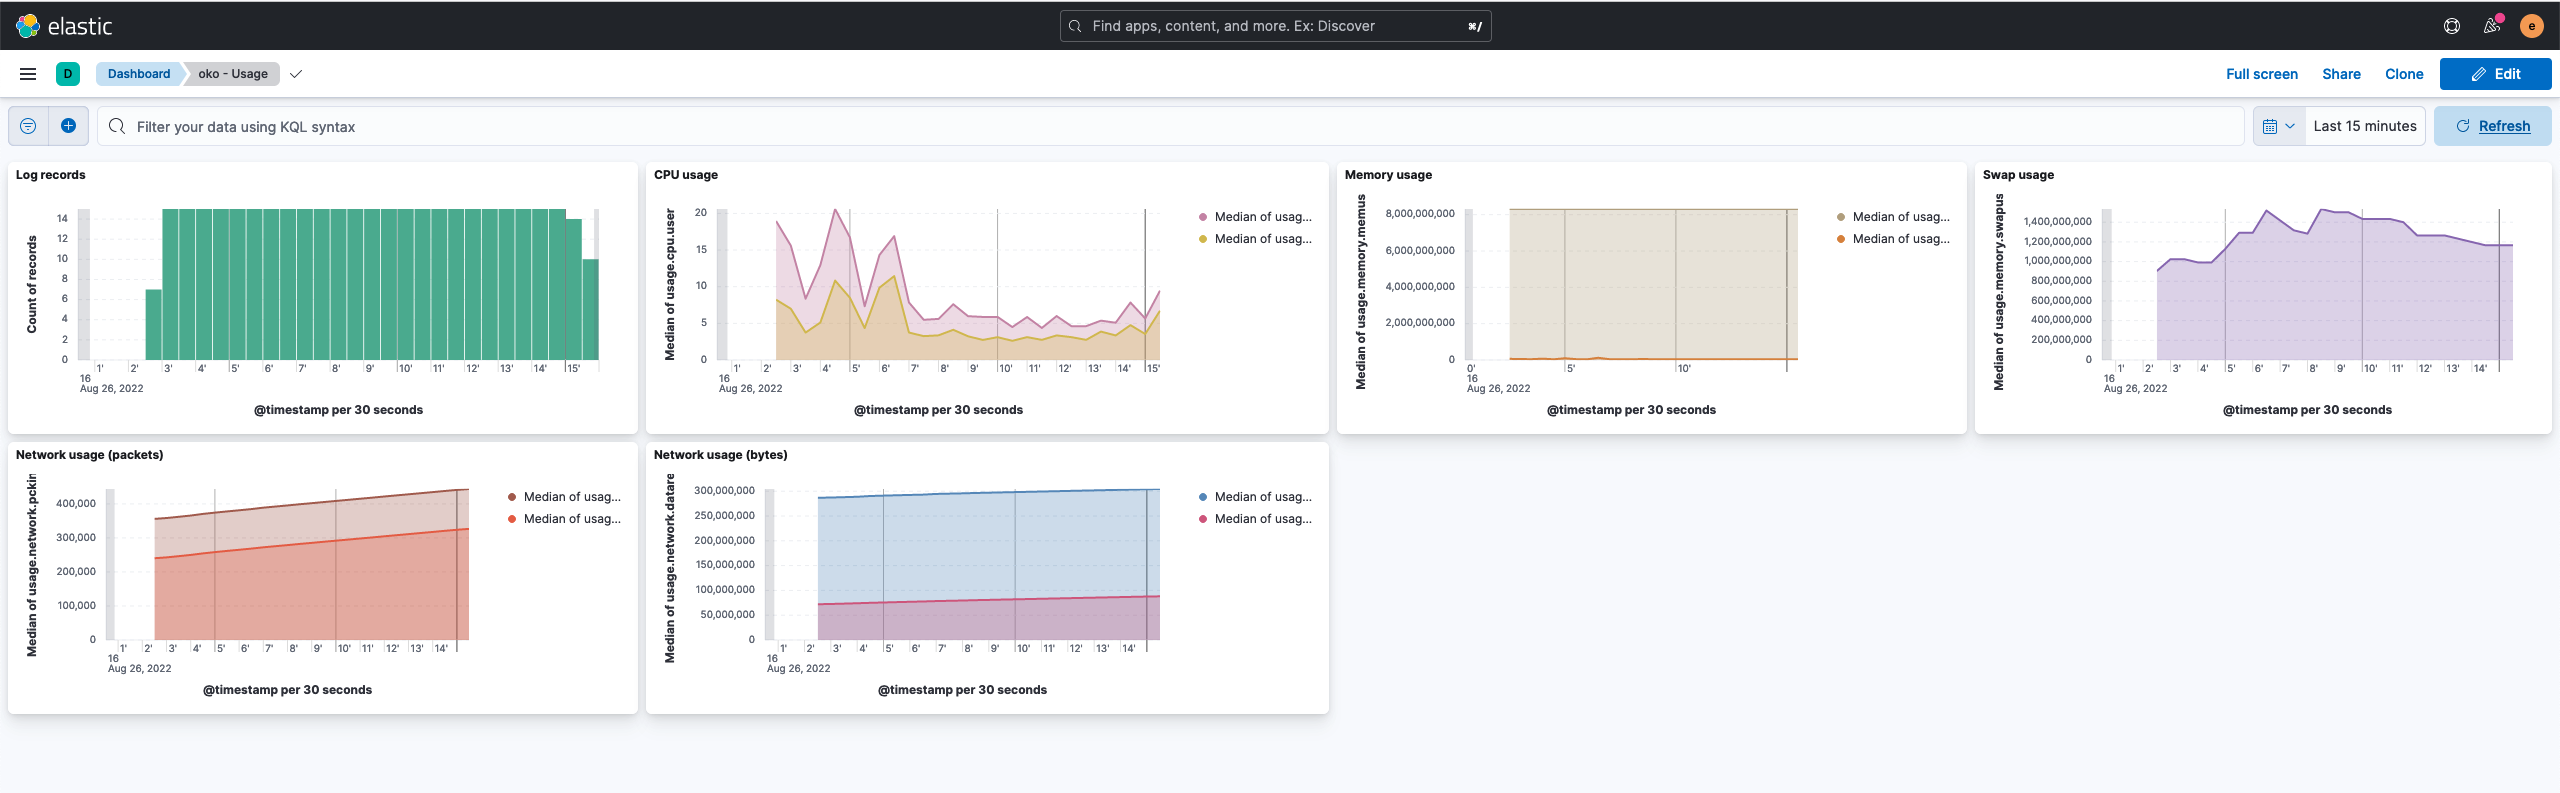 elastic
Find apps, content, and more. Ex: Discover ⌘/
e
D Dashboard oko - Usage Full screen Share Clone Edit
Filter your data using KQL syntax Last 15 minutes Refresh
Log records
Count of records
14
12
10
8
6
4
2
0
1' 2' 3' 4' 5' 6' 7' 8' 9' 10' 11' 12' 13' 14' 15'
16
Aug 26, 2022
@timestamp per 30 seconds
CPU usage
Median of usage.cpu.user
20
15
10
5
0
1' 2' 3' 4' 5' 6' 7' 8' 9' 10' 11' 12' 13' 14' 15'
16
Aug 26, 2022
@timestamp per 30 seconds
Median of usag...
Median of usag...
Memory usage
Median of usage.memory.memus
8,000,000,000
6,000,000,000
4,000,000,000
2,000,000,000
0
0' 5' 10'
16
Aug 26, 2022
@timestamp per 30 seconds
Median of usag...
Median of usag...
Swap usage
Median of usage.memory.swapus
1,400,000,000
1,200,000,000
1,000,000,000
800,000,000
600,000,000
400,000,000
200,000,000
0
1' 2' 3' 4' 5' 6' 7' 8' 9' 10' 11' 12' 13' 14'
16
Aug 26, 2022
@timestamp per 30 seconds
Network usage (packets)
Median of usage.network.pckin
400,000
300,000
200,000
100,000
0
1' 2' 3' 4' 5' 6' 7' 8' 9' 10' 11' 12' 13' 14'
16
Aug 26, 2022
@timestamp per 30 seconds
Median of usag...
Median of usag...
Network usage (bytes)
Median of usage.network.datare
300,000,000
250,000,000
200,000,000
150,000,000
100,000,000
50,000,000
0
1' 2' 3' 4' 5' 6' 7' 8' 9' 10' 11' 12' 13' 14'
16
Aug 26, 2022
@timestamp per 30 seconds
Median of usag...
Median of usag...